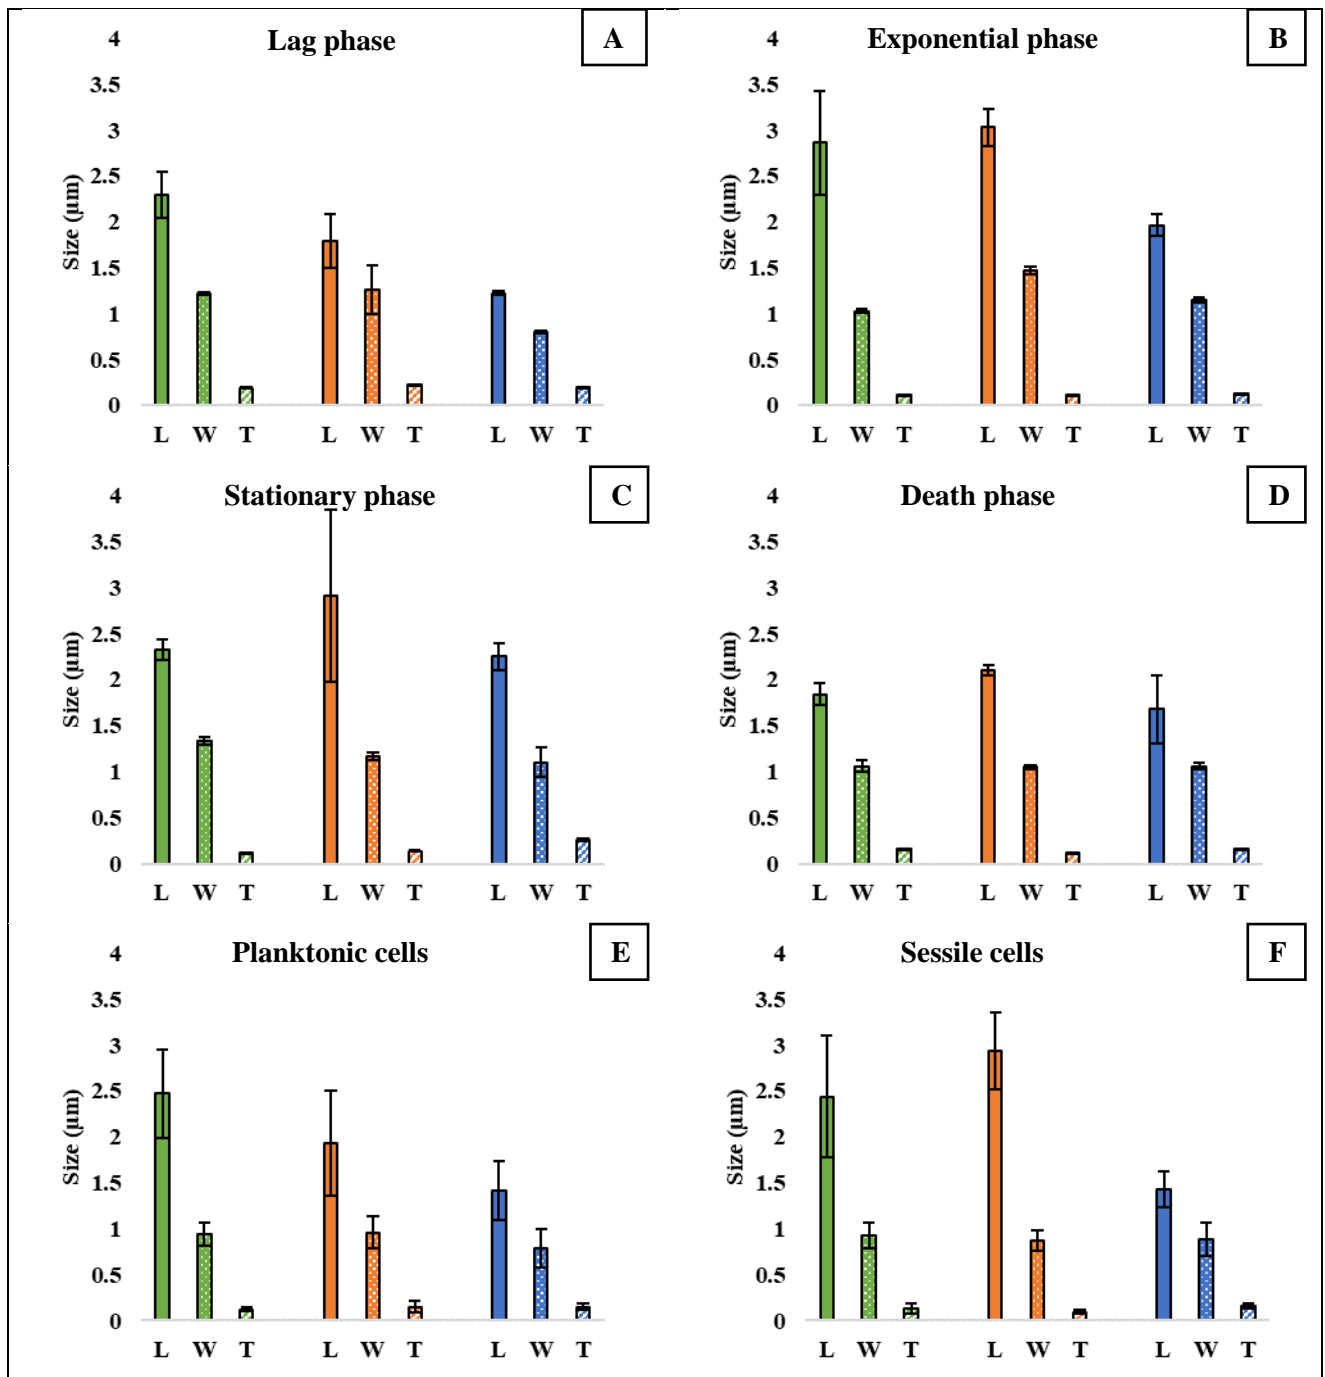 Lag phase
A
4
3.5
3
2.5
2
1.5
1
0.5
0
Size (µm)
L W T L W T L W T
Exponential phase
B
4
3.5
3
2.5
2
1.5
1
0.5
0
Size (µm)
L W T L W T L W T
Stationary phase
C
4
3.5
3
2.5
2
1.5
1
0.5
0
Size (µm)
L W T L W T L W T
Death phase
D
4
3.5
3
2.5
2
1.5
1
0.5
0
Size (µm)
L W T L W T L W T
Planktonic cells
E
4
3.5
3
2.5
2
1.5
1
0.5
0
Size (µm)
L W T L W T L W T
Sessile cells
F
4
3.5
3
2.5
2
1.5
1
0.5
0
Size (µm)
L W T L W T L W T